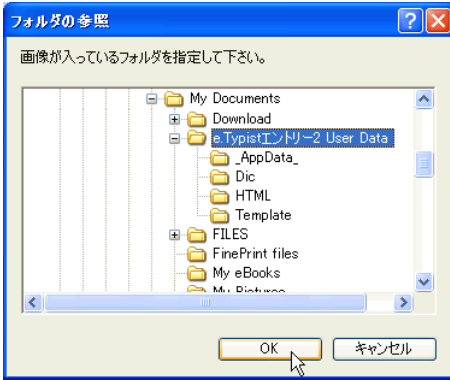 フォルダの参照
画像が入っているフォルダを指定して下さい。
My Documents
Download
e.Typistエントリー2 User Data
_AppData_
Dic
HTML
Template
FILES
FinePrint files
My eBooks
My Pictures
OK
キャンセル